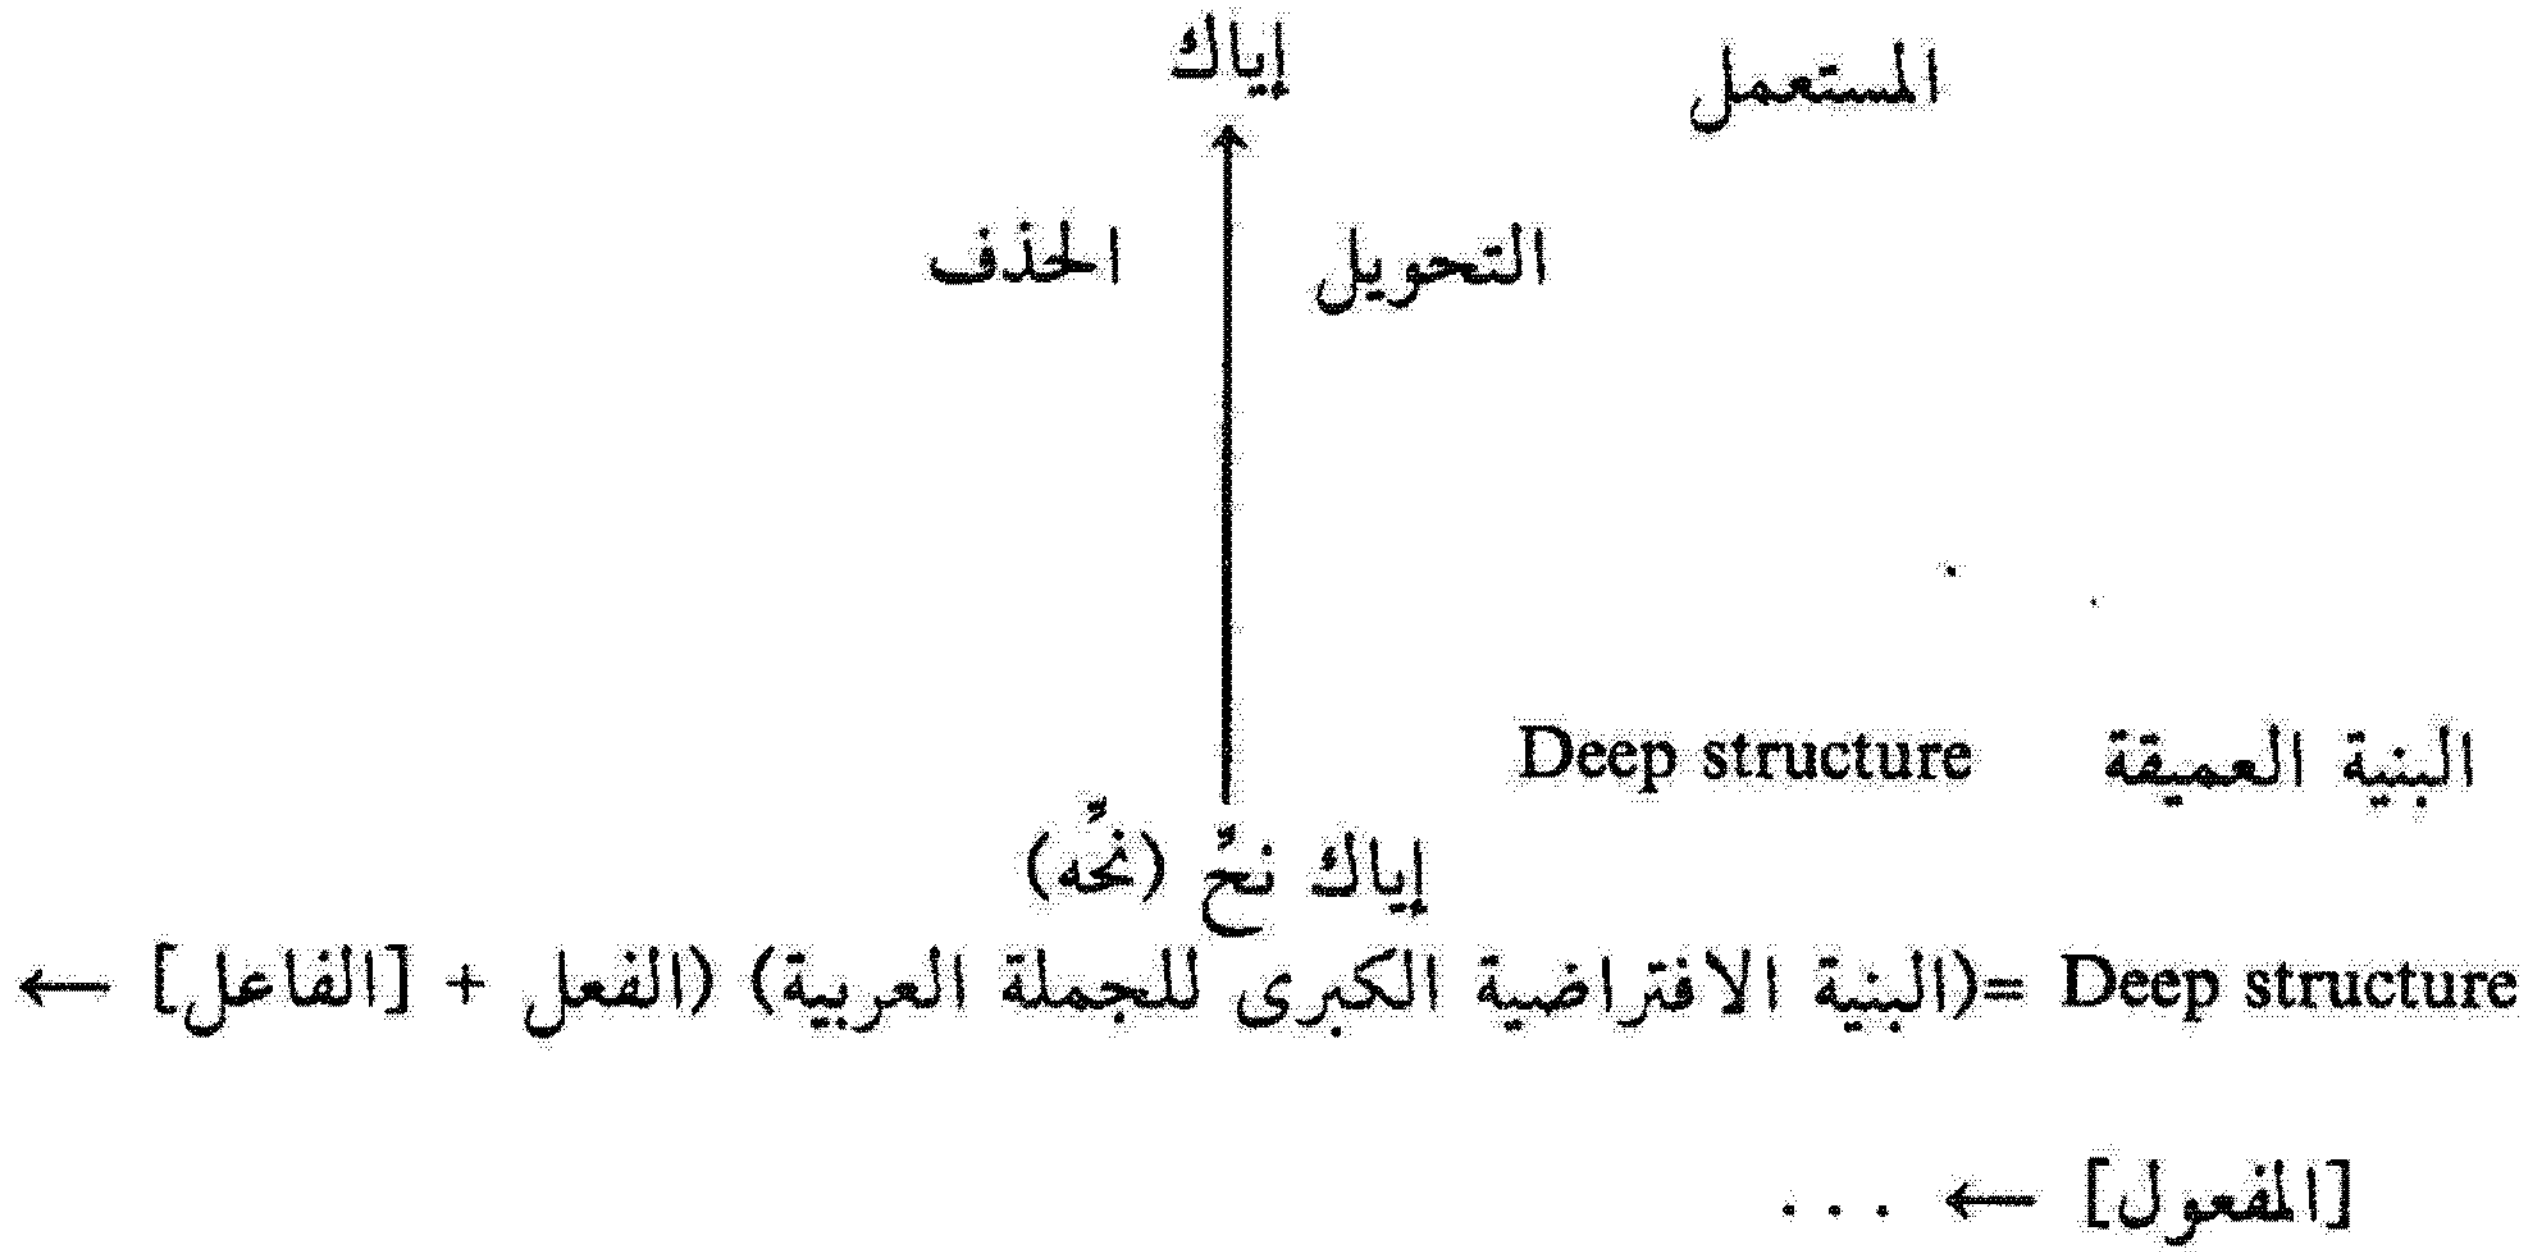 المستعمل إياك
التحويل الحذف
البنية العميقة Deep structure
إياك نحِّ (نحِّه)
Deep structure =(البنية الافتراضية الكبرى للجملة العربية) (الفعل + [الفاعل] ←
[المفعول] ← . . .